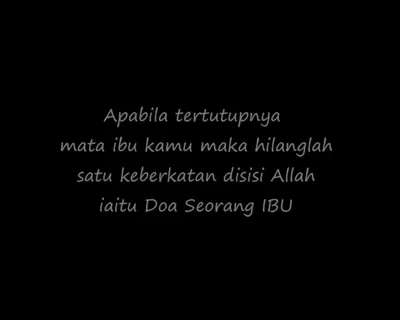 Apabila tertutupnya
mata ibu kamu maka hilanglah
satu keberkatan disisi Allah
iaitu Doa Seorang IBU